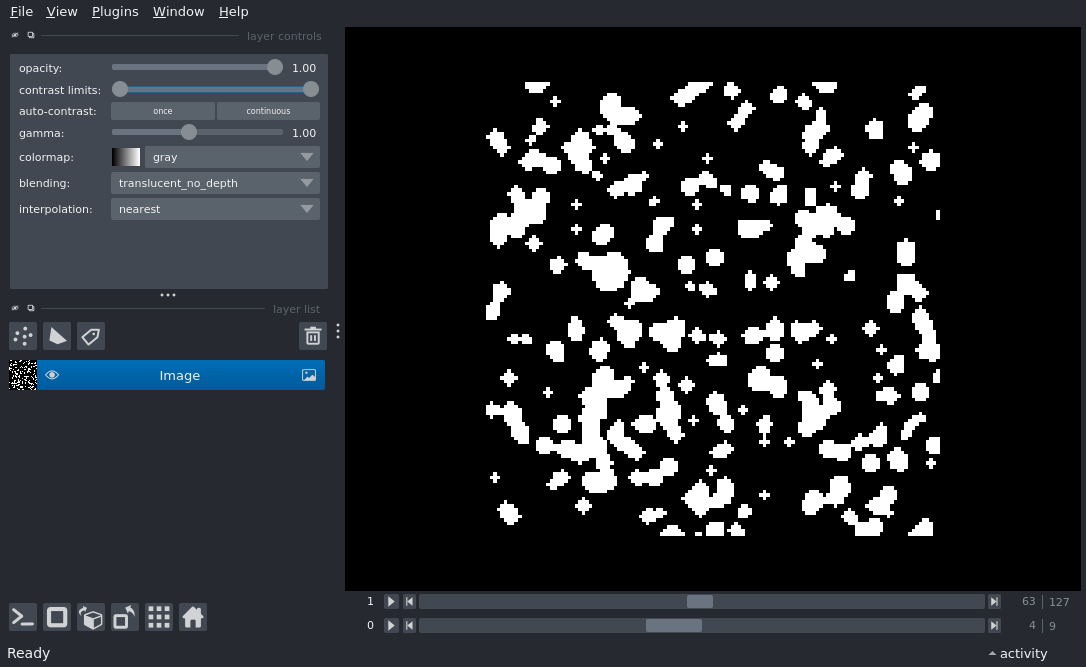 File View Plugins Window Help
layer controls
opacity: 1.00
contrast limits:
auto-contrast: once continuous
gamma: 1.00
colormap: gray
blending: translucent_no_depth
interpolation: nearest
layer list
Image
1 63 127
0 4 9
Ready activity